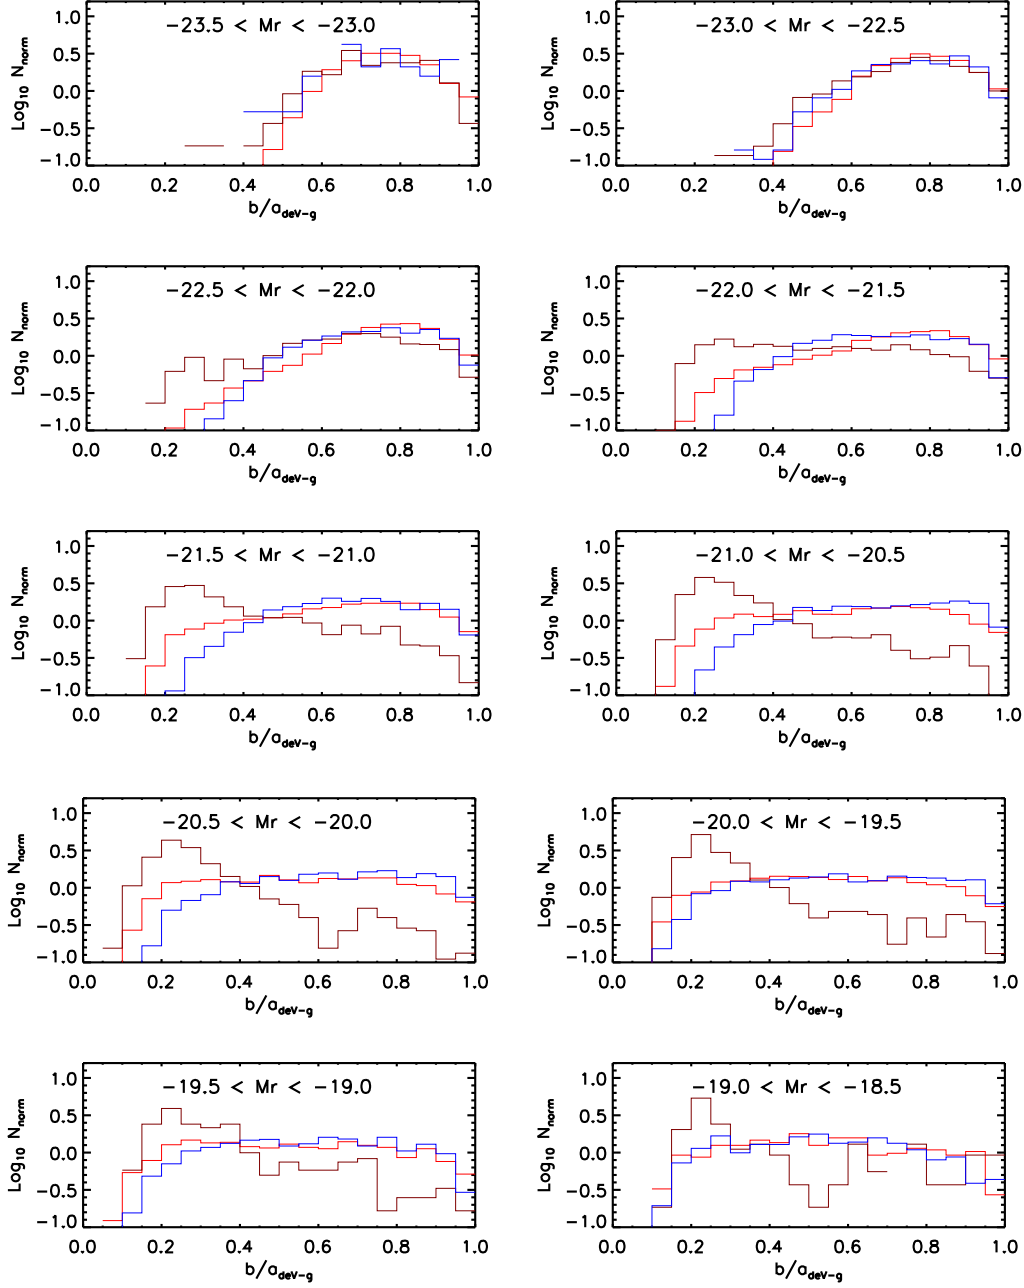 −23.5 < Mr < −23.0
−23.0 < Mr < −22.5
1.0
0.5
0.0
−0.5
−1.0
Log10 Nnorm
0.0 0.2 0.4 0.6 0.8 1.0
b/adeV−g
1.0
0.5
0.0
−0.5
−1.0
Log10 Nnorm
0.0 0.2 0.4 0.6 0.8 1.0
b/adeV−g
−22.5 < Mr < −22.0
−22.0 < Mr < −21.5
1.0
0.5
0.0
−0.5
−1.0
Log10 Nnorm
0.0 0.2 0.4 0.6 0.8 1.0
b/adeV−g
1.0
0.5
0.0
−0.5
−1.0
Log10 Nnorm
0.0 0.2 0.4 0.6 0.8 1.0
b/adeV−g
−21.5 < Mr < −21.0
−21.0 < Mr < −20.5
1.0
0.5
0.0
−0.5
−1.0
Log10 Nnorm
0.0 0.2 0.4 0.6 0.8 1.0
b/adeV−g
1.0
0.5
0.0
−0.5
−1.0
Log10 Nnorm
0.0 0.2 0.4 0.6 0.8 1.0
b/adeV−g
−20.5 < Mr < −20.0
−20.0 < Mr < −19.5
1.0
0.5
0.0
−0.5
−1.0
Log10 Nnorm
0.0 0.2 0.4 0.6 0.8 1.0
b/adeV−g
1.0
0.5
0.0
−0.5
−1.0
Log10 Nnorm
0.0 0.2 0.4 0.6 0.8 1.0
b/adeV−g
−19.5 < Mr < −19.0
−19.0 < Mr < −18.5
1.0
0.5
0.0
−0.5
−1.0
Log10 Nnorm
0.0 0.2 0.4 0.6 0.8 1.0
b/adeV−g
1.0
0.5
0.0
−0.5
−1.0
Log10 Nnorm
0.0 0.2 0.4 0.6 0.8 1.0
b/adeV−g